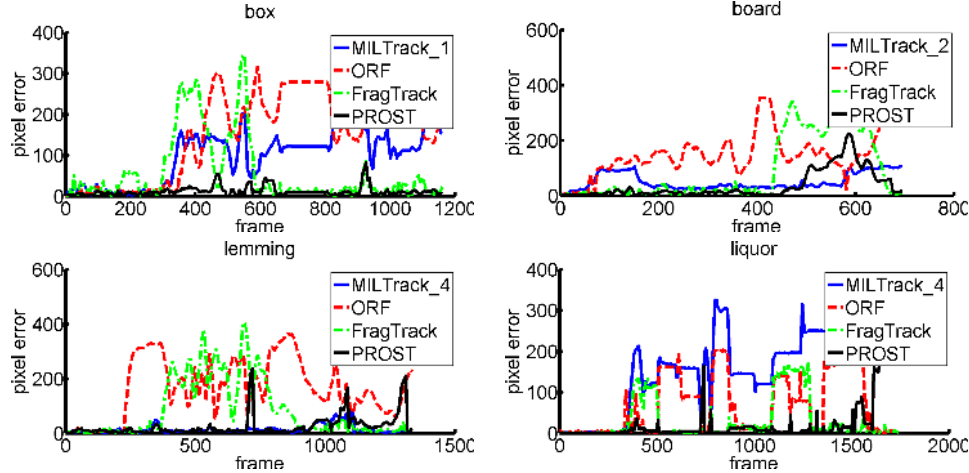 box
400
300
200
100
0
pixel error
MILTrack_1
ORF
FragTrack
PROST
0 200 400 600 800 1000 1200
frame
board
600
400
200
0
pixel error
MILTrack_2
ORF
FragTrack
PROST
0 200 400 600 800
frame
lemming
600
400
200
0
pixel error
MILTrack_4
ORF
FragTrack
PROST
0 500 1000 1500
frame
liquor
400
300
200
100
0
pixel error
MILTrack_4
ORF
FragTrack
PROST
0 500 1000 1500 2000
frame